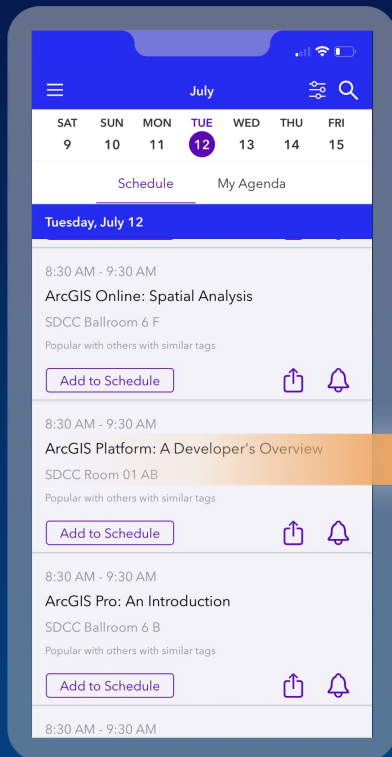 July
SAT SUN MON TUE WED THU FRI
9 10 11 12 13 14 15
Schedule My Agenda
Tuesday, July 12
8:30 AM - 9:30 AM
ArcGIS Online: Spatial Analysis
SDCC Ballroom 6 F
Popular with others with similar tags
Add to Schedule
8:30 AM - 9:30 AM
ArcGIS Platform: A Developer's Overview
SDCC Room 01 AB
Popular with others with similar tags
Add to Schedule
8:30 AM - 9:30 AM
ArcGIS Pro: An Introduction
SDCC Ballroom 6 B
Popular with others with similar tags
Add to Schedule
8:30 AM - 9:30 AM